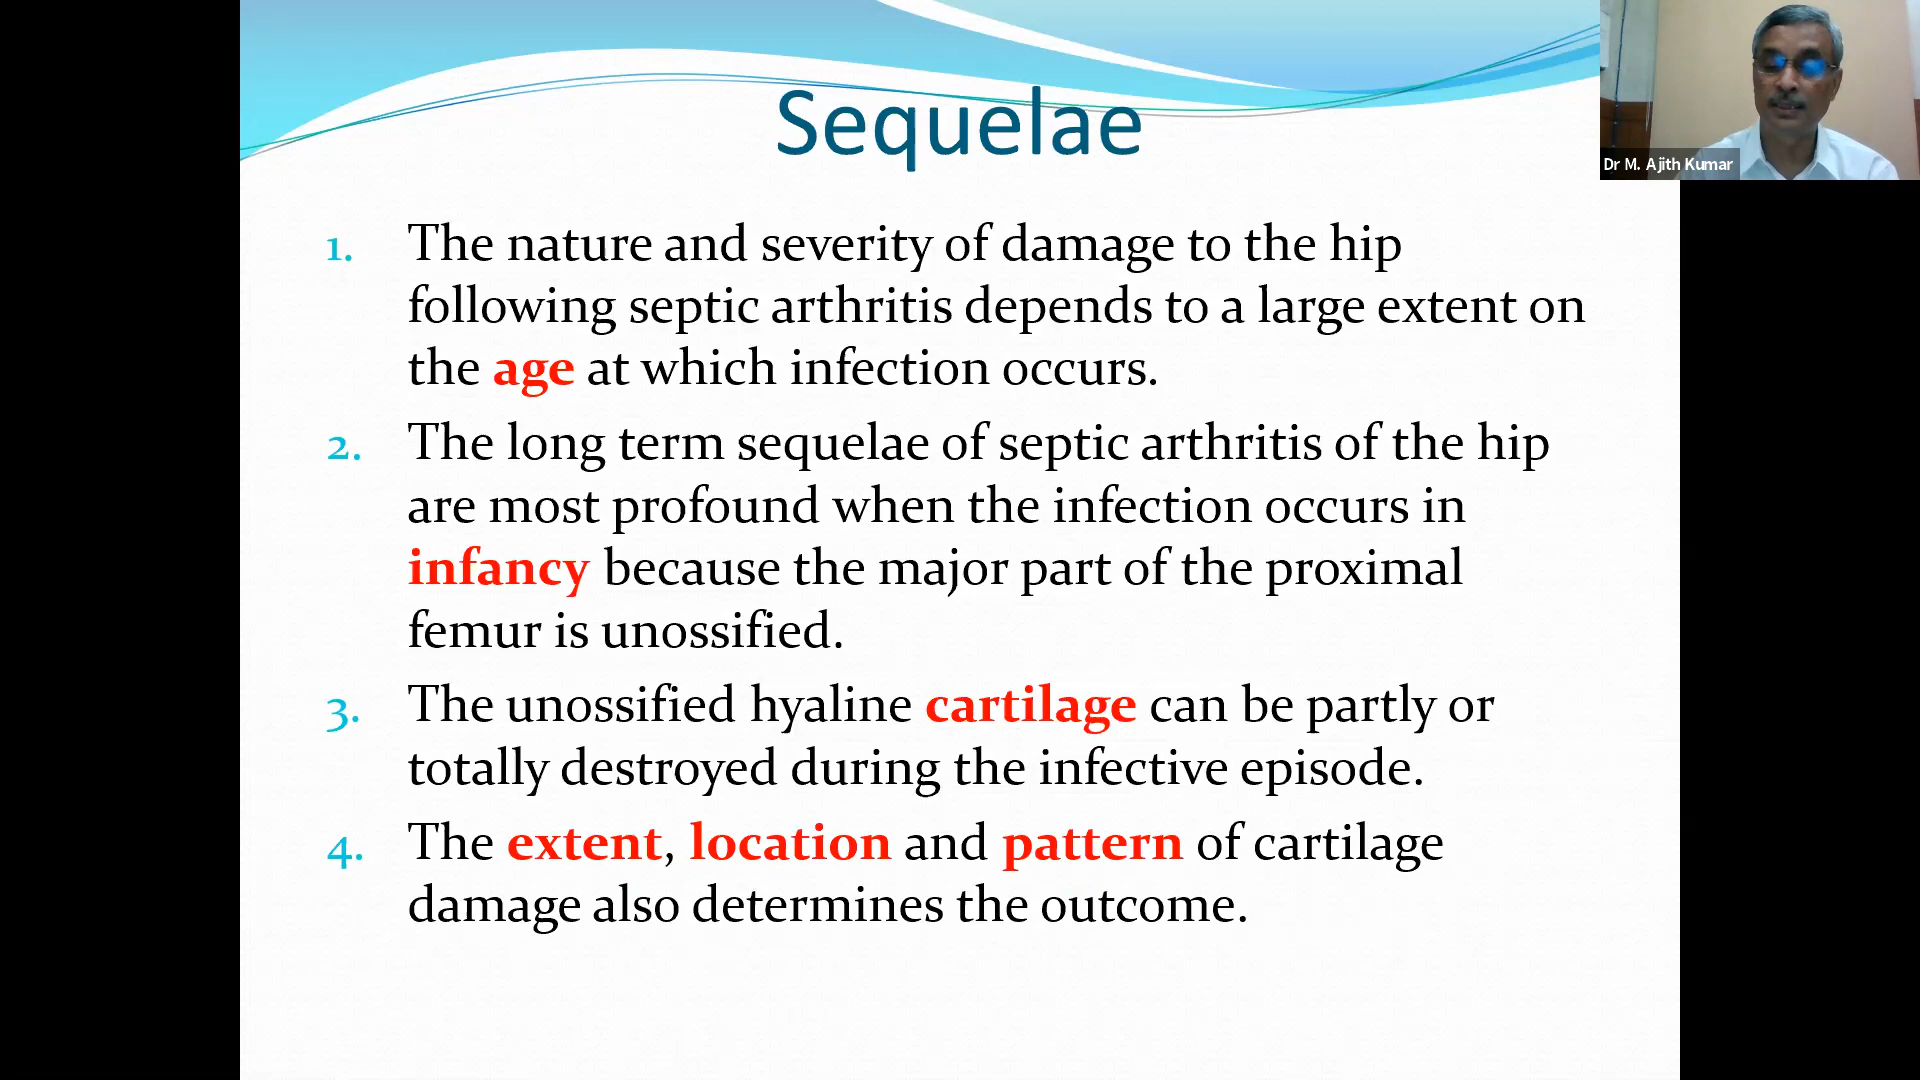 Sequelae
Dr M. Ajith Kumar
1. The nature and severity of damage to the hip
following septic arthritis depends to a large extent on
the age at which infection occurs.
2. The long term sequelae of septic arthritis of the hip
are most profound when the infection occurs in
infancy because the major part of the proximal
femur is unossified.
3. The unossified hyaline cartilage can be partly or
totally destroyed during the infective episode.
4. The extent, location and pattern of cartilage
damage also determines the outcome.